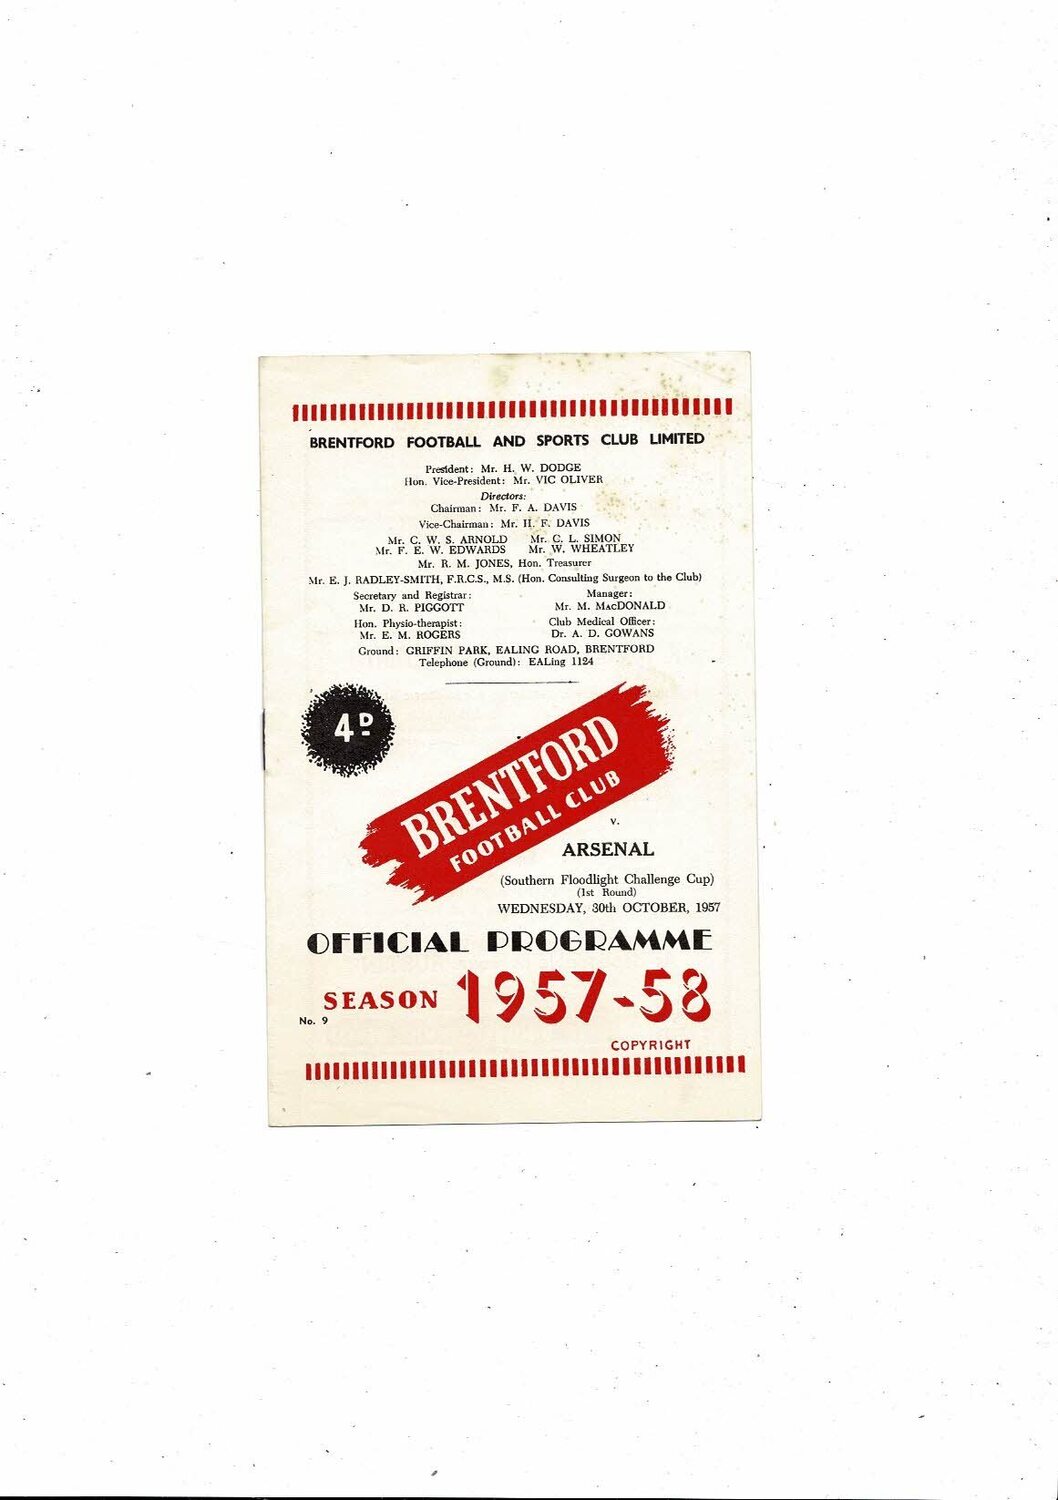 BRENTFORD FOOTBALL AND SPORTS CLUB LIMITED
President: Mr. H. W. DODGE
Hon. Vice-President: Mr. VIC OLIVER
Directors:
Chairman: Mr. F. A. DAVIS
Vice-Chairman: Mr. H. F. DAVIS
Mr. C. W. S. ARNOLD Mr. C. L. SIMON
Mr. F. E. W. EDWARDS Mr. W. WHEATLEY
Mr. R. M. JONES, Hon. Treasurer
Mr. E. J. RADLEY-SMITH, F.R.C.S., M.S. (Hon. Consulting Surgeon to the Club)
Secretary and Registrar: Manager:
Mr. D. R. PIGGOTT Mr. M. MacDONALD
Hon. Physio-therapist: Club Medical Officer:
Mr. E. M. ROGERS Dr. A. D. GOWANS
Ground: GRIFFIN PARK, EALING ROAD, BRENTFORD
Telephone (Ground): EALing 1124
4D
BRENTFORD
FOOTBALL CLUB
v.
ARSENAL
(Southern Floodlight Challenge Cup)
(1st Round)
WEDNESDAY, 30th OCTOBER, 1957
OFFICIAL PROGRAMME
SEASON 1957-58
No. 9
COPYRIGHT